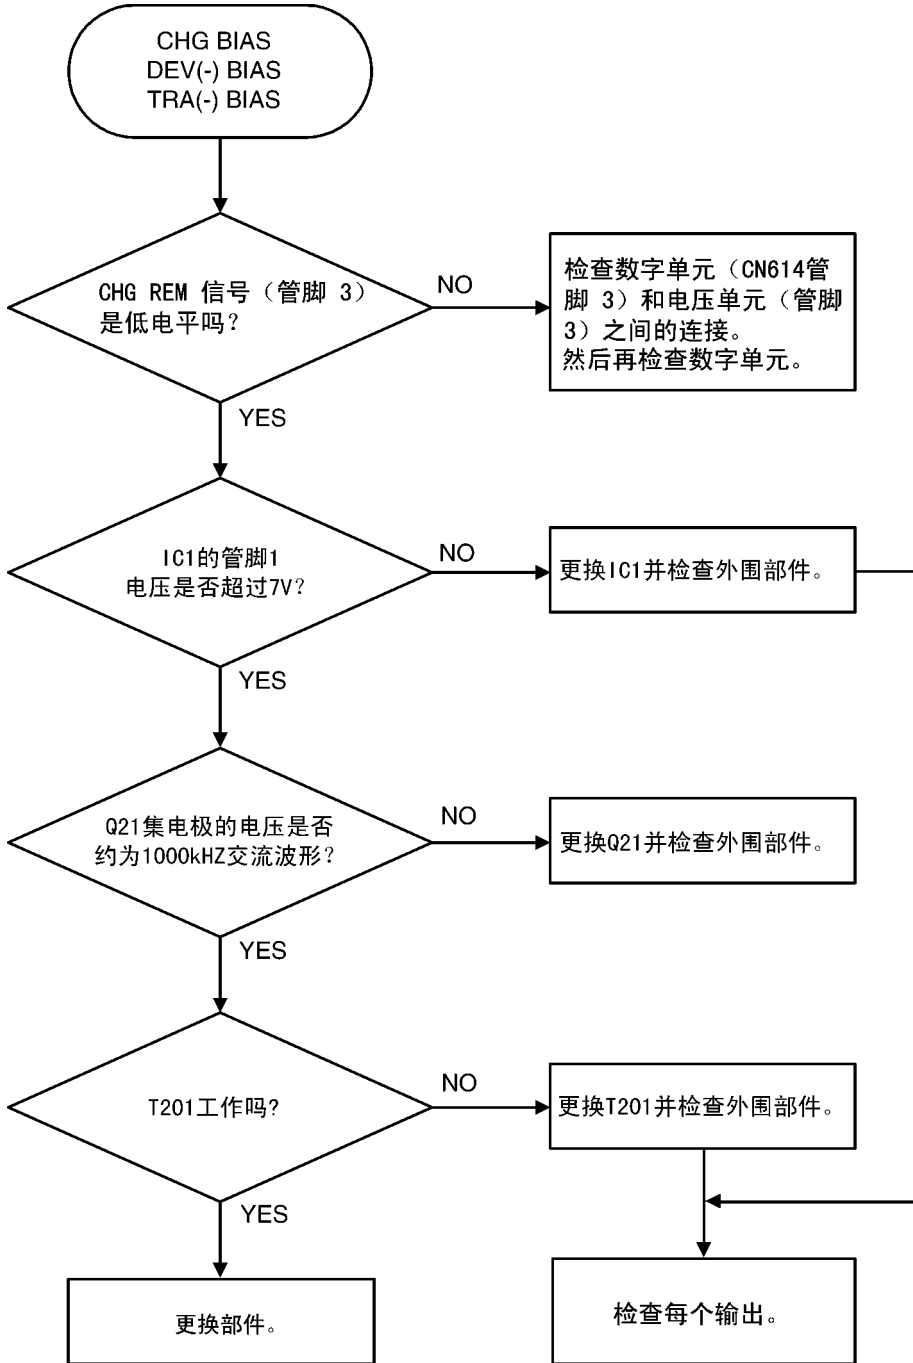 CHG BIAS
DEV(-) BIAS
TRA(-) BIAS
CHG REM 信号（管脚 3）
是低电平吗？
NO
检查数字单元（CN614管
脚 3）和电压单元（管脚
3）之间的连接。
然后再检查数字单元。
YES
IC1的管脚1
电压是否超过7V？
NO
更换IC1并检查外围部件。
YES
Q21集电极的电压是否
约为1000kHZ交流波形？
NO
更换Q21并检查外围部件。
YES
T201工作吗？
NO
更换T201并检查外围部件。
YES
更换部件。
检查每个输出。